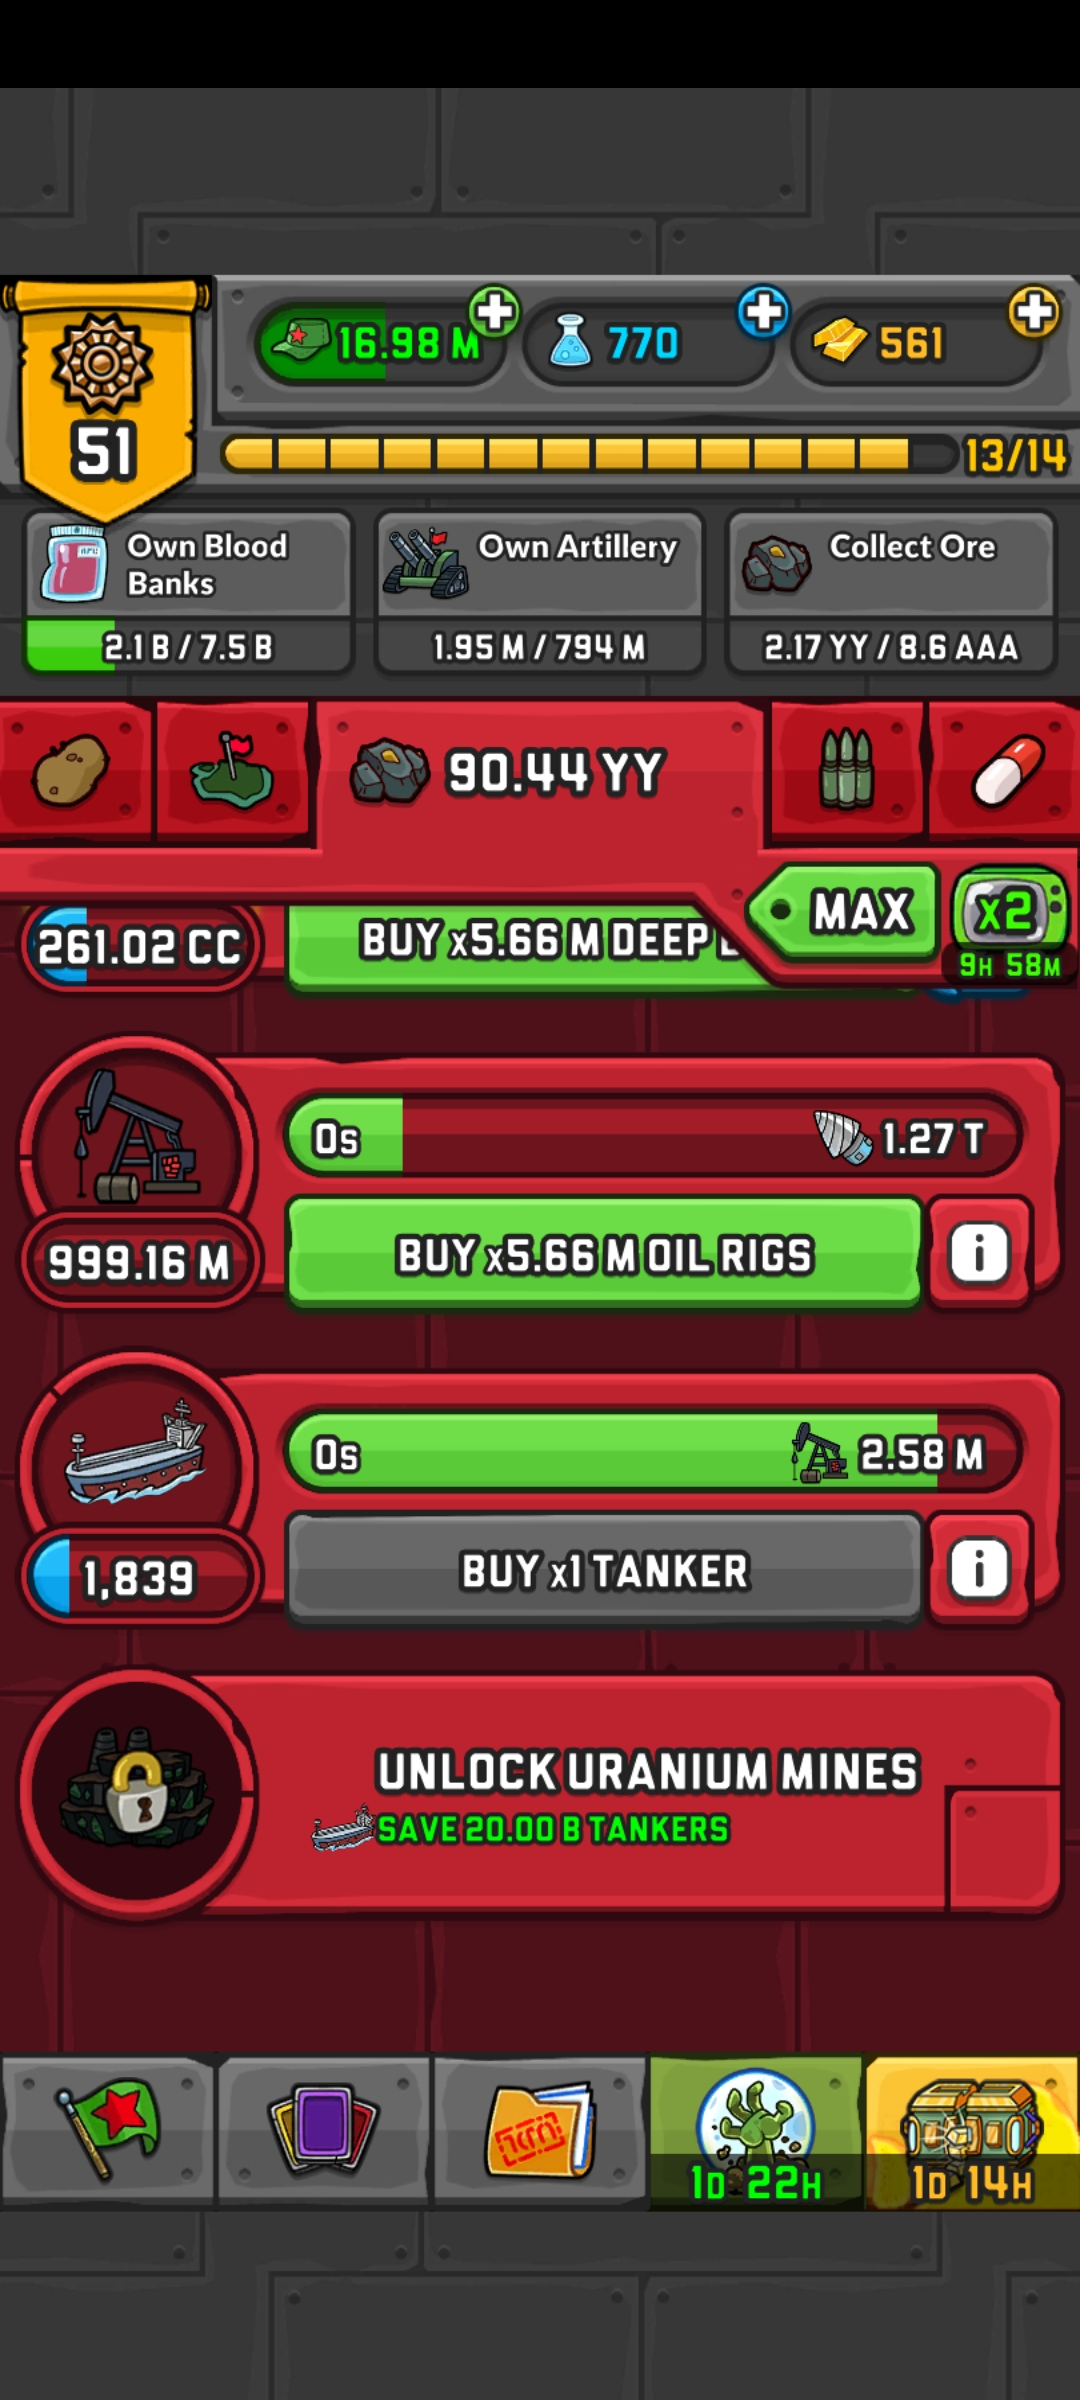 16.98 M
770
561
51
13/14
Own Blood
Banks
2.1 B / 7.5 B
Own Artillery
1.95 M / 794 M
Collect Ore
2.17 YY / 8.6 AAA
90.44 YY
MAX
x2
9H 58M
261.02 CC
BUY x5.66 M DEEP
0s
1.27 T
999.16 M
BUY x5.66 M OIL RIGS
i
0s
2.58 M
1,839
BUY x1 TANKER
i
UNLOCK URANIUM MINES
SAVE 20.00 B TANKERS
1D 22H
1D 14H